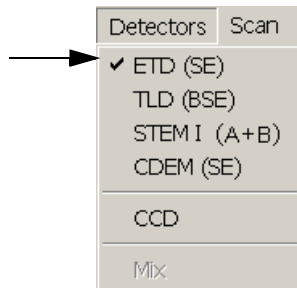 Detectors Scan
ETD (SE)
TLD (BSE)
STEM I (A+B)
CDEM (SE)
CCD
Mix